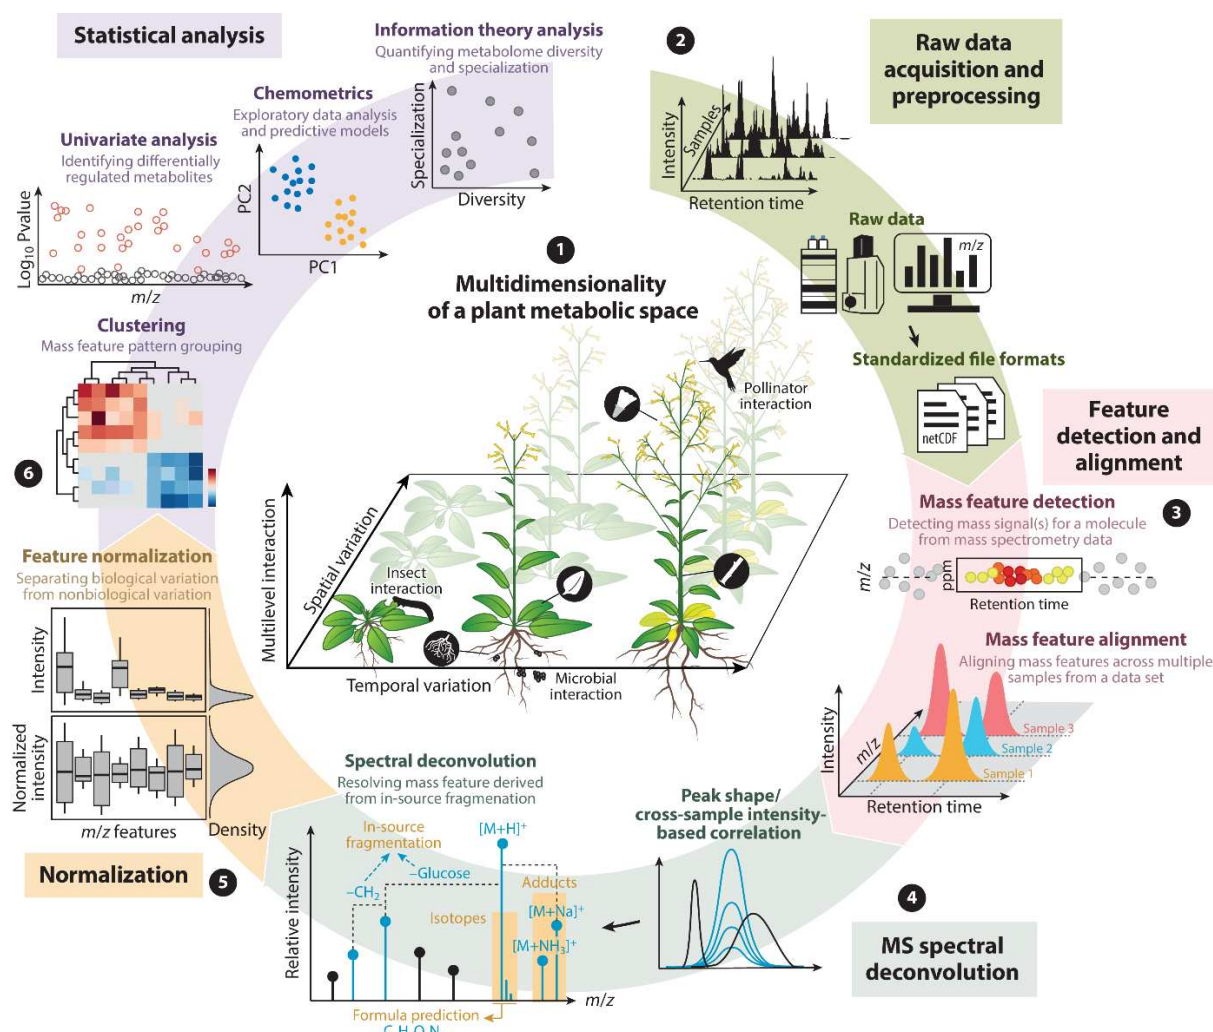 Statistical analysis
Information theory analysis
Quantifying metabolome diversity
and specialization
Specialization
Diversity
Chemometrics
Exploratory data analysis
and predictive models
PC2
PC1
Univariate analysis
Identifying differentially
regulated metabolites
Log10 Pvalue
m/z
Clustering
Mass feature pattern grouping
6
2
Raw data
acquisition and
preprocessing
Intensity
Samples
Retention time
Raw data
m/z
Standardized file formats
netCDF
1
Multidimensionality
of a plant metabolic space
Pollinator
interaction
Multilevel interaction
Spatial variation
Insect
interaction
Temporal variation
Microbial
interaction
Feature
detection and
alignment
3
Mass feature detection
Detecting mass signal(s) for a molecule
from mass spectrometry data
m/z
ppm
Retention time
Mass feature alignment
Aligning mass features across multiple
samples from a data set
Intensity
m/z
Sample 3
Sample 2
Sample 1
Retention time
Feature normalization
Separating biological variation
from nonbiological variation
Intensity
Normalized
intensity
m/z features
Density
Normalization
5
Spectral deconvolution
Resolving mass feature derived
from in-source fragmenation
In-source
fragmentation
–CH2
–Glucose
[M+H]+
Adducts
Isotopes
[M+Na]+
[M+NH3]+
Relative intensity
m/z
Formula prediction
Peak shape/
cross-sample intensity-
based correlation
4
MS spectral
deconvolution